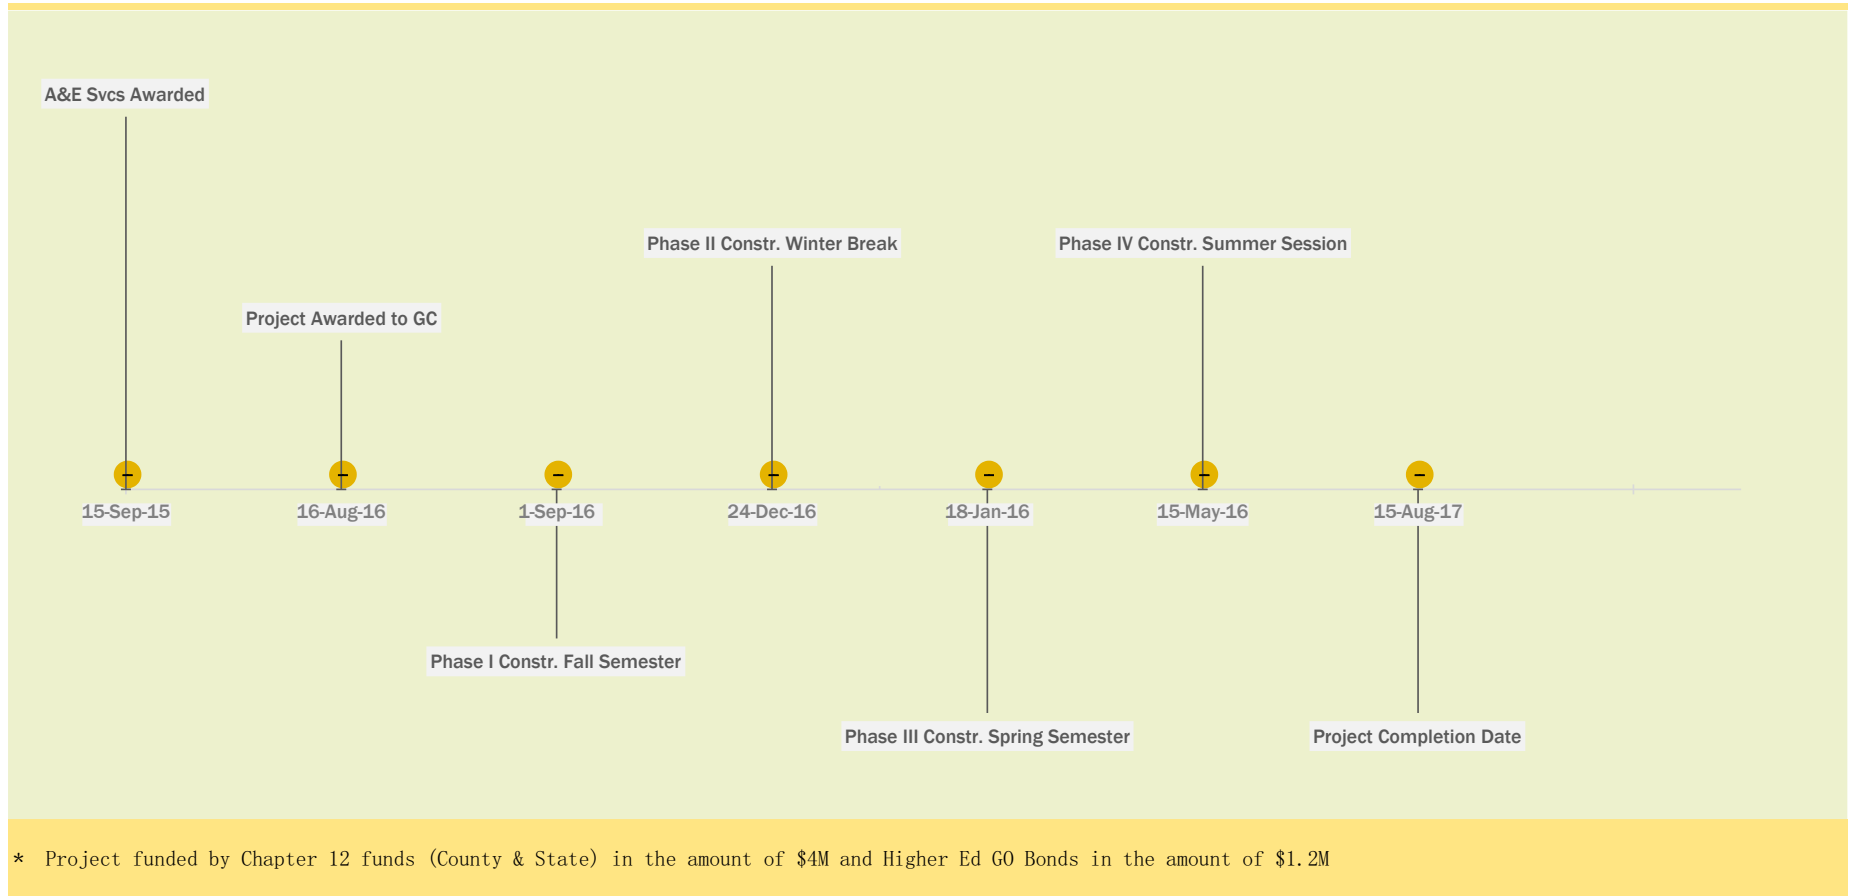 A&E Svcs Awarded
Phase II Constr. Winter Break
Phase IV Constr. Summer Session
Project Awarded to GC
15-Sep-15
16-Aug-16
1-Sep-16
24-Dec-16
18-Jan-16
15-May-16
15-Aug-17
Phase I Constr. Fall Semester
Phase III Constr. Spring Semester
Project Completion Date
* Project funded by Chapter 12 funds (County & State) in the amount of $4M and Higher Ed GO Bonds in the amount of $1.2M